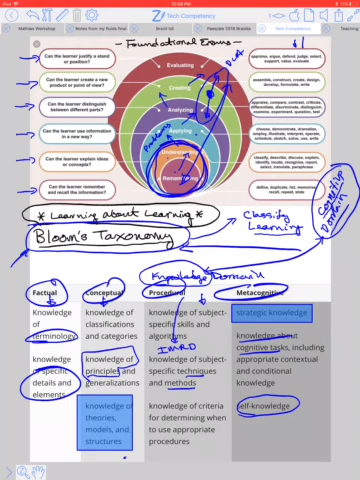 12:08 PM
Tech Competency
Mathias Workshop
Notes from my Kudis final
Brazil lol
Paseidei 2018 Brasilia
Tech Competency
Teaching
- Foundational Exams -
Can the learner justify a stand or position?
Evaluating
appraise, argue, defend, judge, select, support, value, evaluate
Can the learner create a new product or point of view?
Creating
assemble, construct, create, design, develop, formulate, write
Can the learner distinguish between different parts?
Analyzing
appraise, compare, contrast, criticize, differentiate, discriminate, distinguish, examine, experiment, question, test
Can the learner use information in a new way?
Applying
choose, demonstrate, dramatize, employ, illustrate, interpret, operate, schedule, sketch, solve, use, write
Problems
Can the learner explain ideas or concepts?
classify, describe, discuss, explain, identify, locate, recognize, report, select, translate, paraphrase
Can the learner remember and recall the information?
define, duplicate, list, memorize, recall, repeat, state
* Learning about Learning *
Classify Learning
Cognitive Domain
Bloom's Taxonomy
Knowledge Domain
Factual
Conceptual
Procedural
Metacognitive
Knowledge of terminology
knowledge of classifications and categories
knowledge of subject-specific skills and algorithms
strategic knowledge
IMRD
knowledge of specific details and elements
knowledge of principles and generalizations
knowledge of subject-specific techniques and methods
knowledge about cognitive tasks, including appropriate contextual and conditional knowledge
knowledge of theories, models, and structures
knowledge of criteria for determining when to use appropriate procedures
self-knowledge